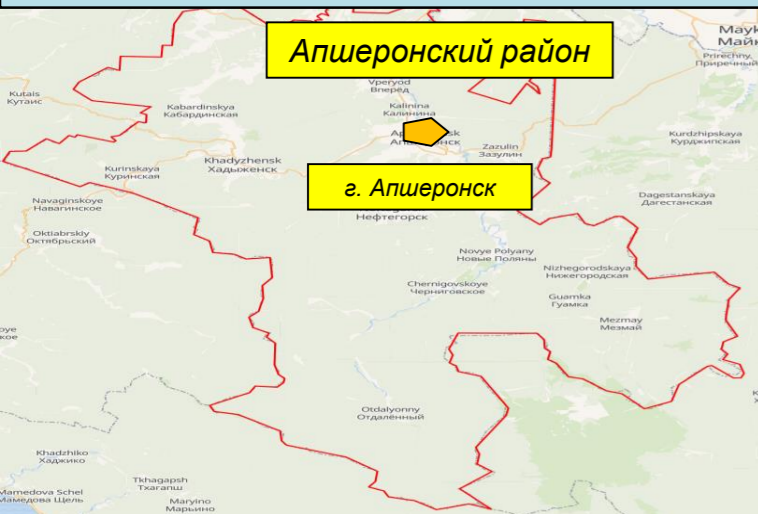 Апшеронский район
Mayk
Майк
Prirechny,
Приречный
Vperyod
Вперёд
Kutais
Кутаис
Kabardinskya
Кабардинская
Kalinina
Калинина
Zazulin
Зазулин
Kurdzhipskaya
Курджипская
Khadyzhensk
Хадыженск
Kurinskaya
Куринская
г. Апшеронск
Navaginskoye
Навагинское
Нефтегорск
Dagestanskaya
Дагестанская
Oktiabrskiy
Октябрьский
Novye Polyany
Новые Поляны
Nizhegorodskaya
Нижегородская
Chernigovskoye
Черниговское
Guamka
Гуамка
Mezmay
Мезмай
Otdalyonny
Отдалённый
Khadzhiko
Хаджико
Tkhagapsh
Тхагапш
Mamedova Schel
Мамедова Щель
Maryino
Марьино